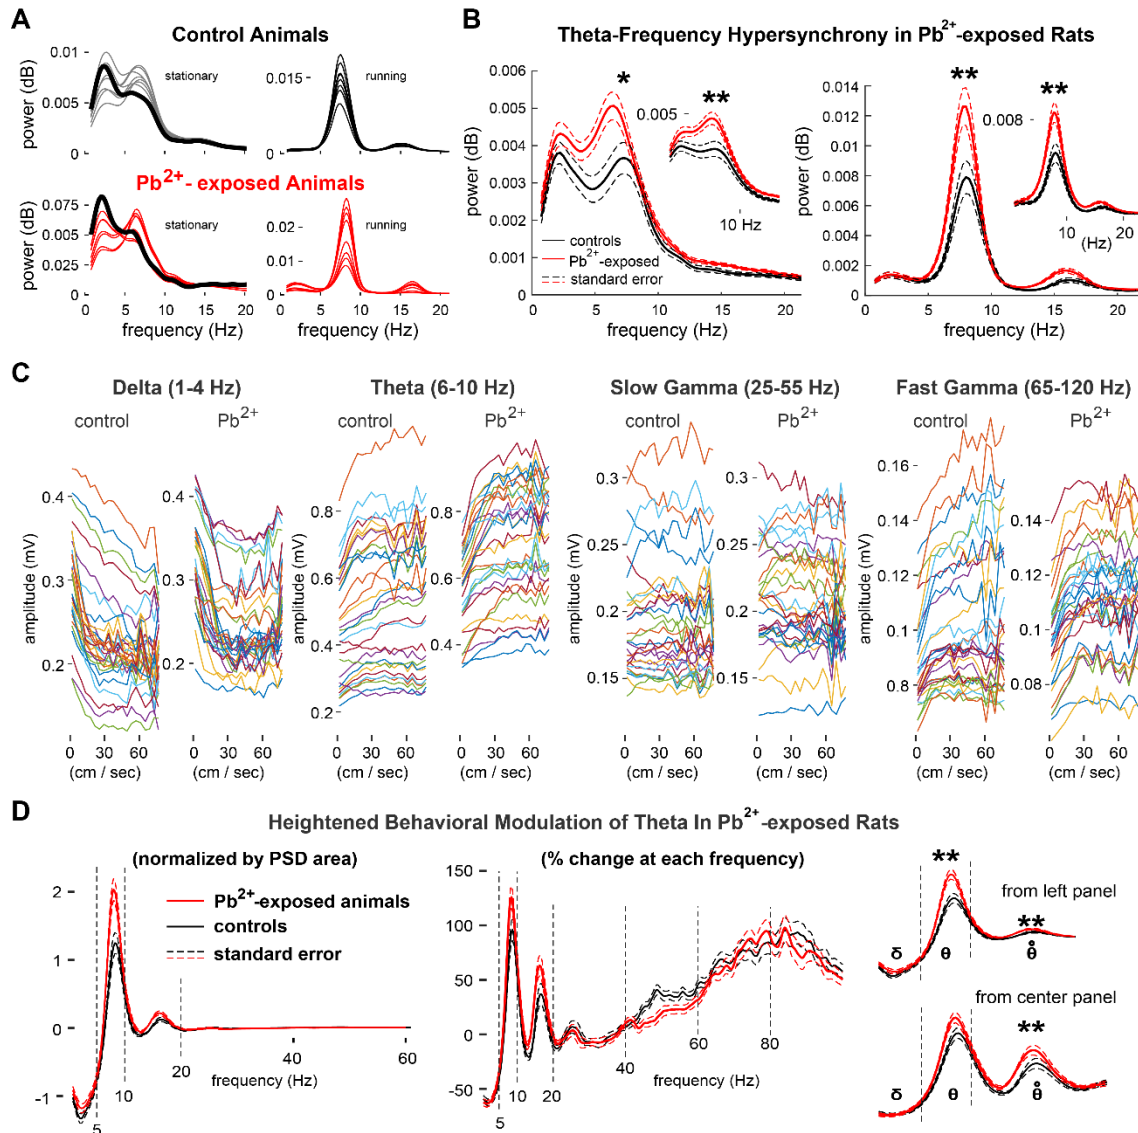 A
Control Animals
0.01
0.005
0
power (dB)
stationary
0.015
0
running
Pb2+- exposed Animals
0.075
0.05
0.025
0
power (dB)
stationary
0.02
0.01
0
running
0 5 10 15 20
frequency (Hz)
0 10 20
frequency (Hz)
B
Theta-Frequency Hypersynchrony in Pb2+-exposed Rats
0.006
0.005
0.004
0.003
0.002
0.001
0
power (dB)
*
**
0.005
10 Hz
controls
Pb2+-exposed
standard error
0 5 10 15 20
frequency (Hz)
0.014
0.012
0.01
0.008
0.006
0.004
0.002
0
power (dB)
**
**
0.008
10 20
(Hz)
0 5 10 15 20
frequency (Hz)
C
Delta (1-4 Hz)
control Pb2+
0.4
0.3
0.2
amplitude (mV)
0.4
0.3
0.2
0 30 60
(cm / sec)
0 30 60
(cm / sec)
Theta (6-10 Hz)
control Pb2+
0.8
0.6
0.4
0.2
amplitude (mV)
0.8
0.6
0.4
0 30 60
(cm / sec)
0 30 60
(cm / sec)
Slow Gamma (25-55 Hz)
control Pb2+
0.3
0.25
0.2
0.15
amplitude (mV)
0.3
0.25
0.2
0.15
0 30 60
(cm / sec)
0 30 60
(cm / sec)
Fast Gamma (65-120 Hz)
control Pb2+
0.16
0.14
0.12
0.1
0.8
amplitude (mV)
0.14
0.12
0.1
0.08
0 30 60
(cm / sec)
0 30 60
(cm / sec)
D
Heightened Behavioral Modulation of Theta In Pb2+-exposed Rats
(normalized by PSD area)
2
1
0
-1
Pb2+-exposed animals
controls
standard error
5 10 20 40 60
frequency (Hz)
(% change at each frequency)
150
100
50
0
-50
5 10 20 40 60 80
frequency (Hz)
**
from left panel
**
δ θ θ̊
from center panel
**
δ θ θ̊